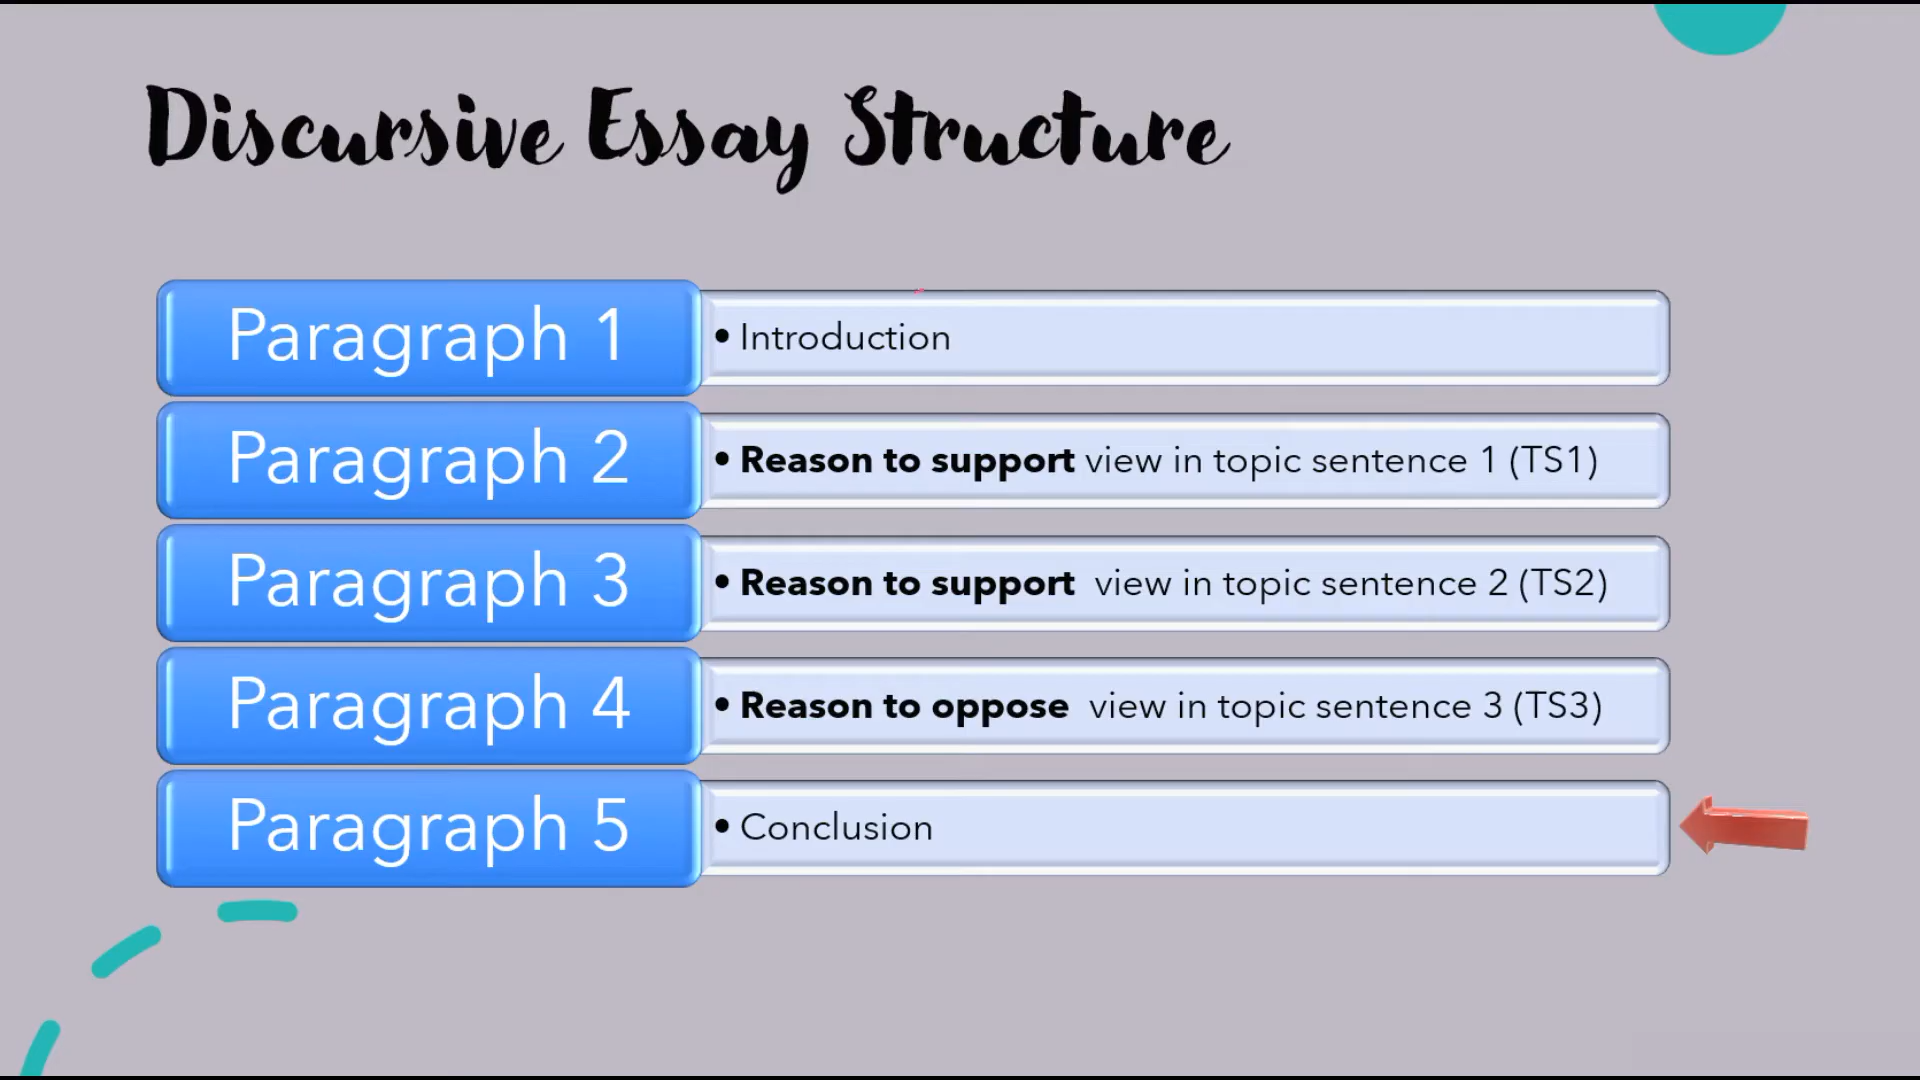 Discursive Essay Structure
Paragraph 1
• Introduction
Paragraph 2
• Reason to support view in topic sentence 1 (TS1)
Paragraph 3
• Reason to support view in topic sentence 2 (TS2)
Paragraph 4
• Reason to oppose view in topic sentence 3 (TS3)
Paragraph 5
• Conclusion